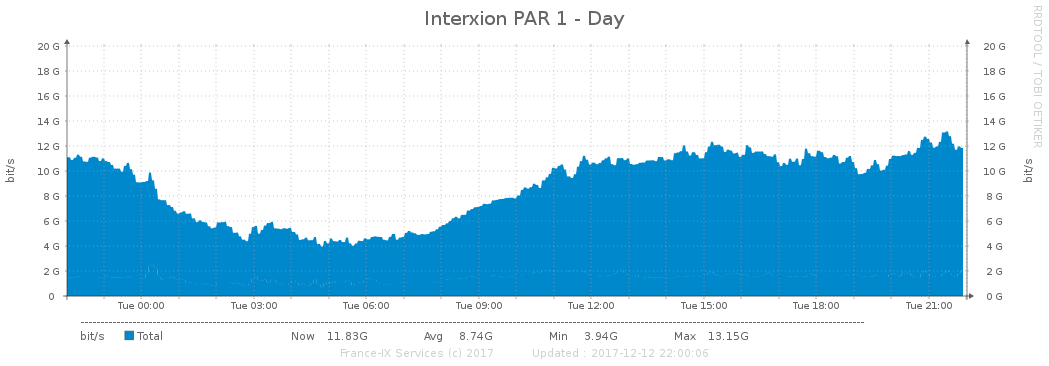 Interxion PAR 1 - Day
RRDTOOL / TOBI OETIKER
bit/s
20 G 20 G
18 G 18 G
16 G 16 G
14 G 14 G
12 G 12 G
10 G 10 G
8 G 8 G
6 G 6 G
4 G 4 G
2 G 2 G
0 0 G
bit/s
Tue 00:00 Tue 03:00 Tue 06:00 Tue 09:00 Tue 12:00 Tue 15:00 Tue 18:00 Tue 21:00
bit/s Total Now 11.83G Avg 8.74G Min 3.94G Max 13.15G
France-IX Services (c) 2017 Updated : 2017-12-12 22:00:06